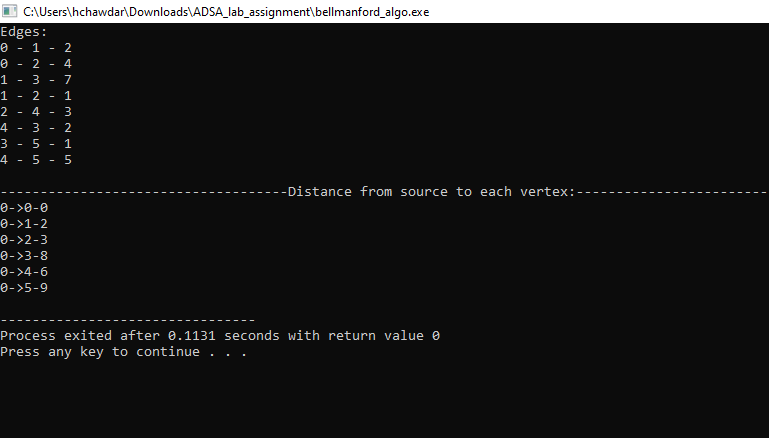 C:\Users\hchawdar\Downloads\ADSA_lab_assignment\bellmanford_algo.exe
Edges:
0 - 1 - 2
0 - 2 - 4
1 - 3 - 7
1 - 2 - 1
2 - 4 - 3
4 - 3 - 2
3 - 5 - 1
4 - 5 - 5
------------------------------------Distance from source to each vertex:------------------------
0->0-0
0->1-2
0->2-3
0->3-8
0->4-6
0->5-9
--------------------------------
Process exited after 0.1131 seconds with return value 0
Press any key to continue . . .